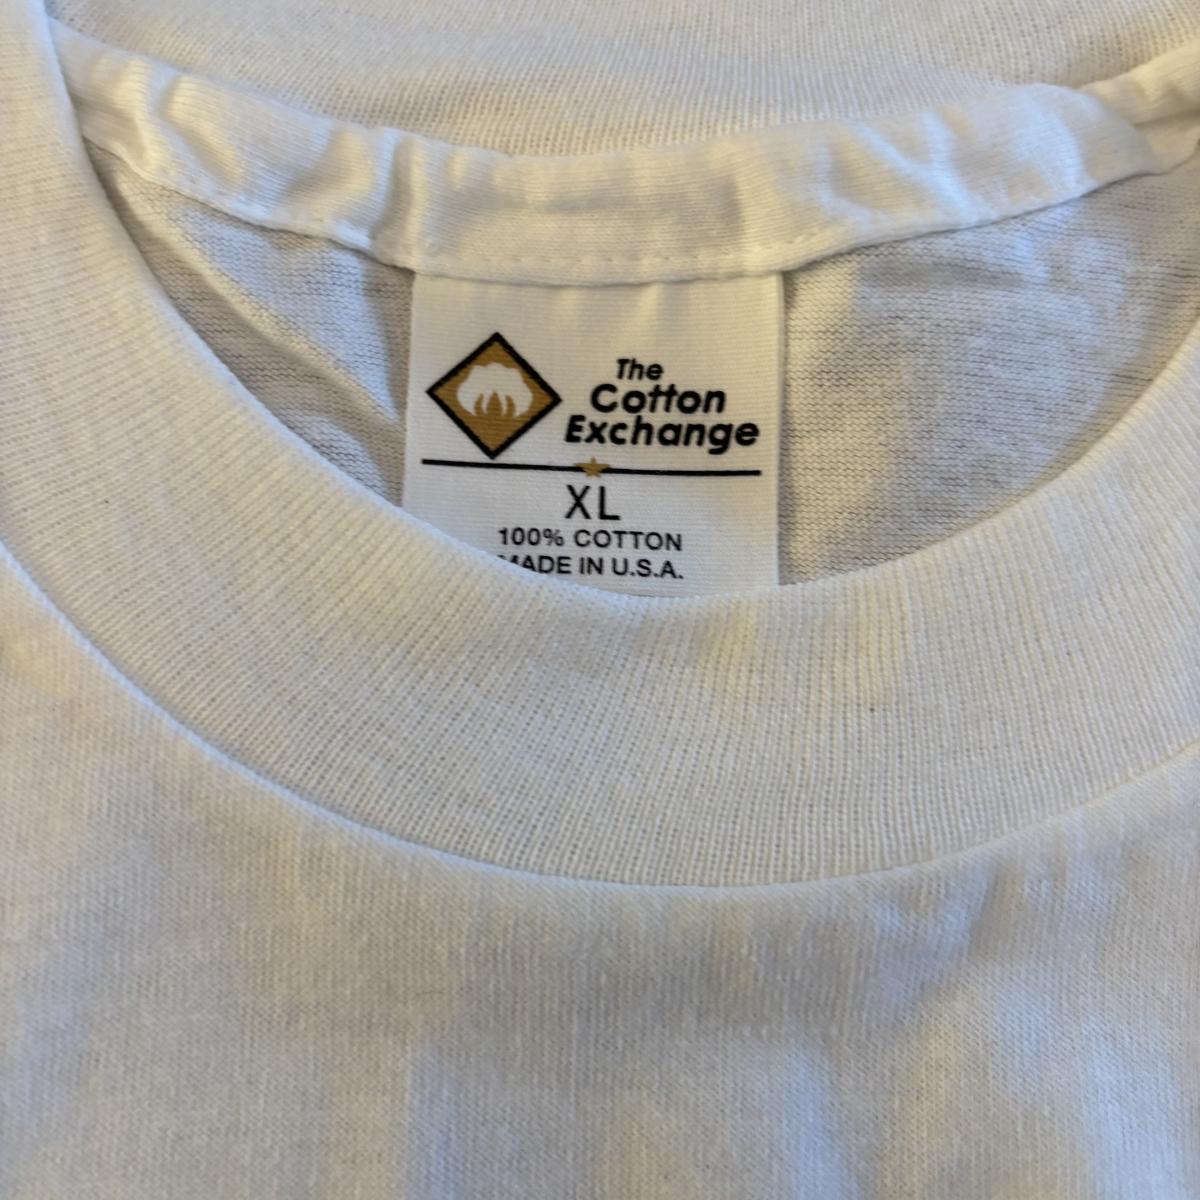 The
Cotton
Exchange
XL
100% COTTON
MADE IN U.S.A.